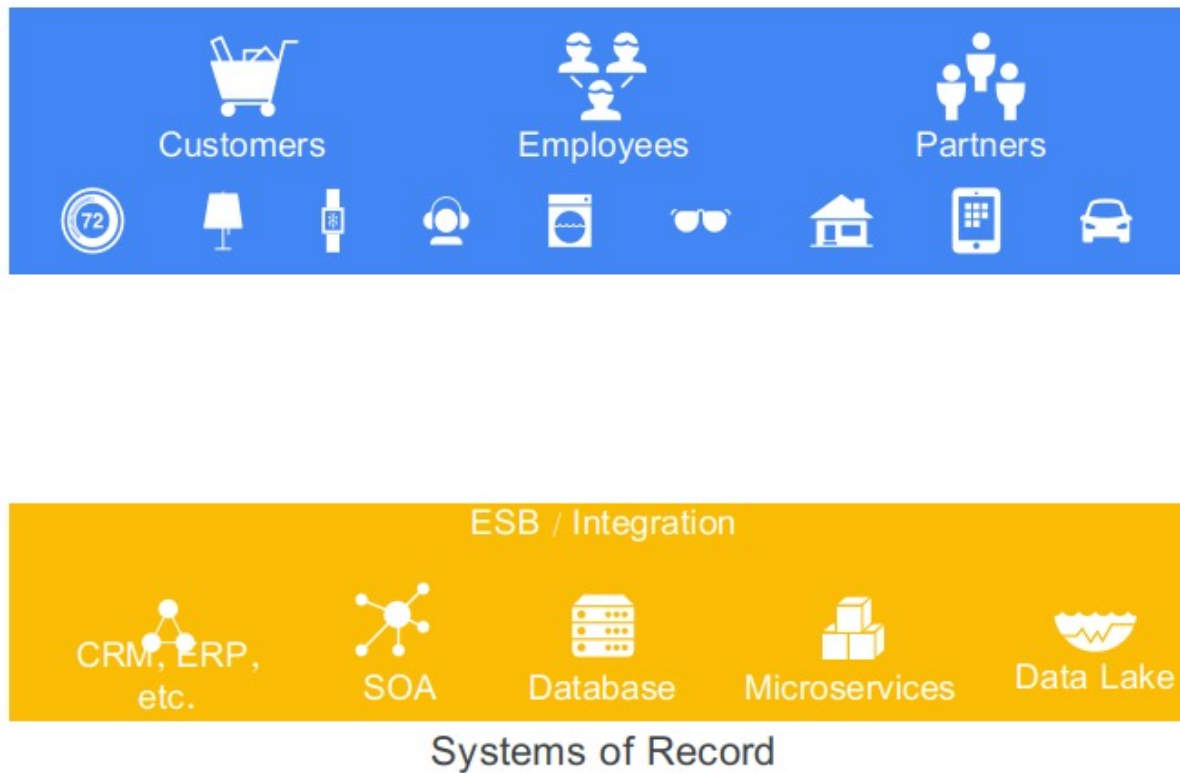 Customers
Employees
Partners
72
ESB / Integration
CRM, ERP,
etc.
SOA
Database
Microservices
Data Lake
Systems of Record